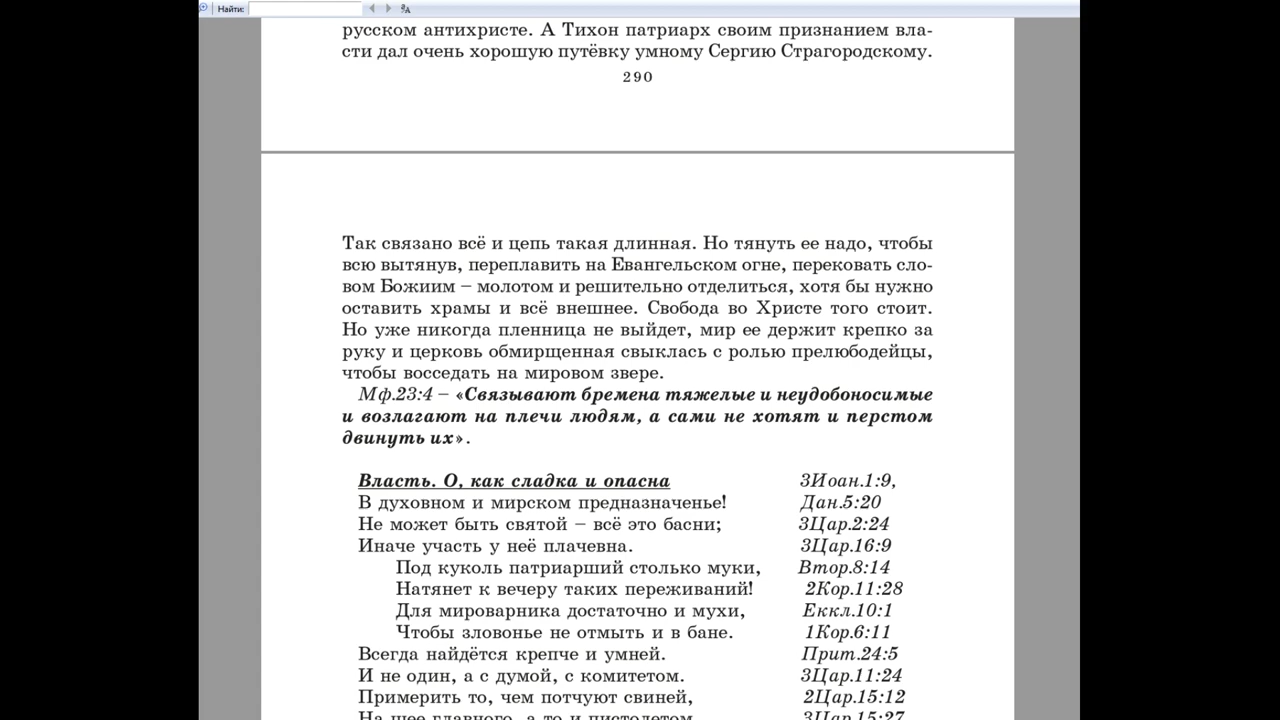 Найти:
русском антихристе. А Тихон патриарх своим признанием вла-
сти дал очень хорошую путёвку умному Сергию Страгородскому.
290
Так связано всё и цепь такая длинная. Но тянуть ее надо, чтобы
всю вытянув, переплавить на Евангельском огне, перековать сло-
вом Божиим – молотом и решительно отделиться, хотя бы нужно
оставить храмы и всё внешнее. Свобода во Христе того стоит.
Но уже никогда пленница не выйдет, мир ее держит крепко за
руку и церковь обмирщенная свыклась с ролью прелюбодейцы,
чтобы восседать на мировом звере.
Мф.23:4 – «Связывают бремена тяжелые и неудобоносимые
и возлагают на плечи людям, а сами не хотят и перстом
двинуть их».
Власть. О, как сладка и опасна 3Иоан.1:9,
В духовном и мирском предназначенье! Дан.5:20
Не может быть святой – всё это басни; 3Цар.2:24
Иначе участь у неё плачевна. 3Цар.16:9
Под куколь патриарший столько муки, Втор.8:14
Натянет к вечеру таких переживаний! 2Кор.11:28
Для мироварника достаточно и мухи, Еккл.10:1
Чтобы зловонье не отмыть и в бане. 1Кор.6:11
Всегда найдётся крепче и умней. Прит.24:5
И не один, а с думой, с комитетом. 3Цар.11:24
Примерить то, чем потчуют свиней, 2Цар.15:12
На шее главного, а то и пистолетом. 3Цар.15:27